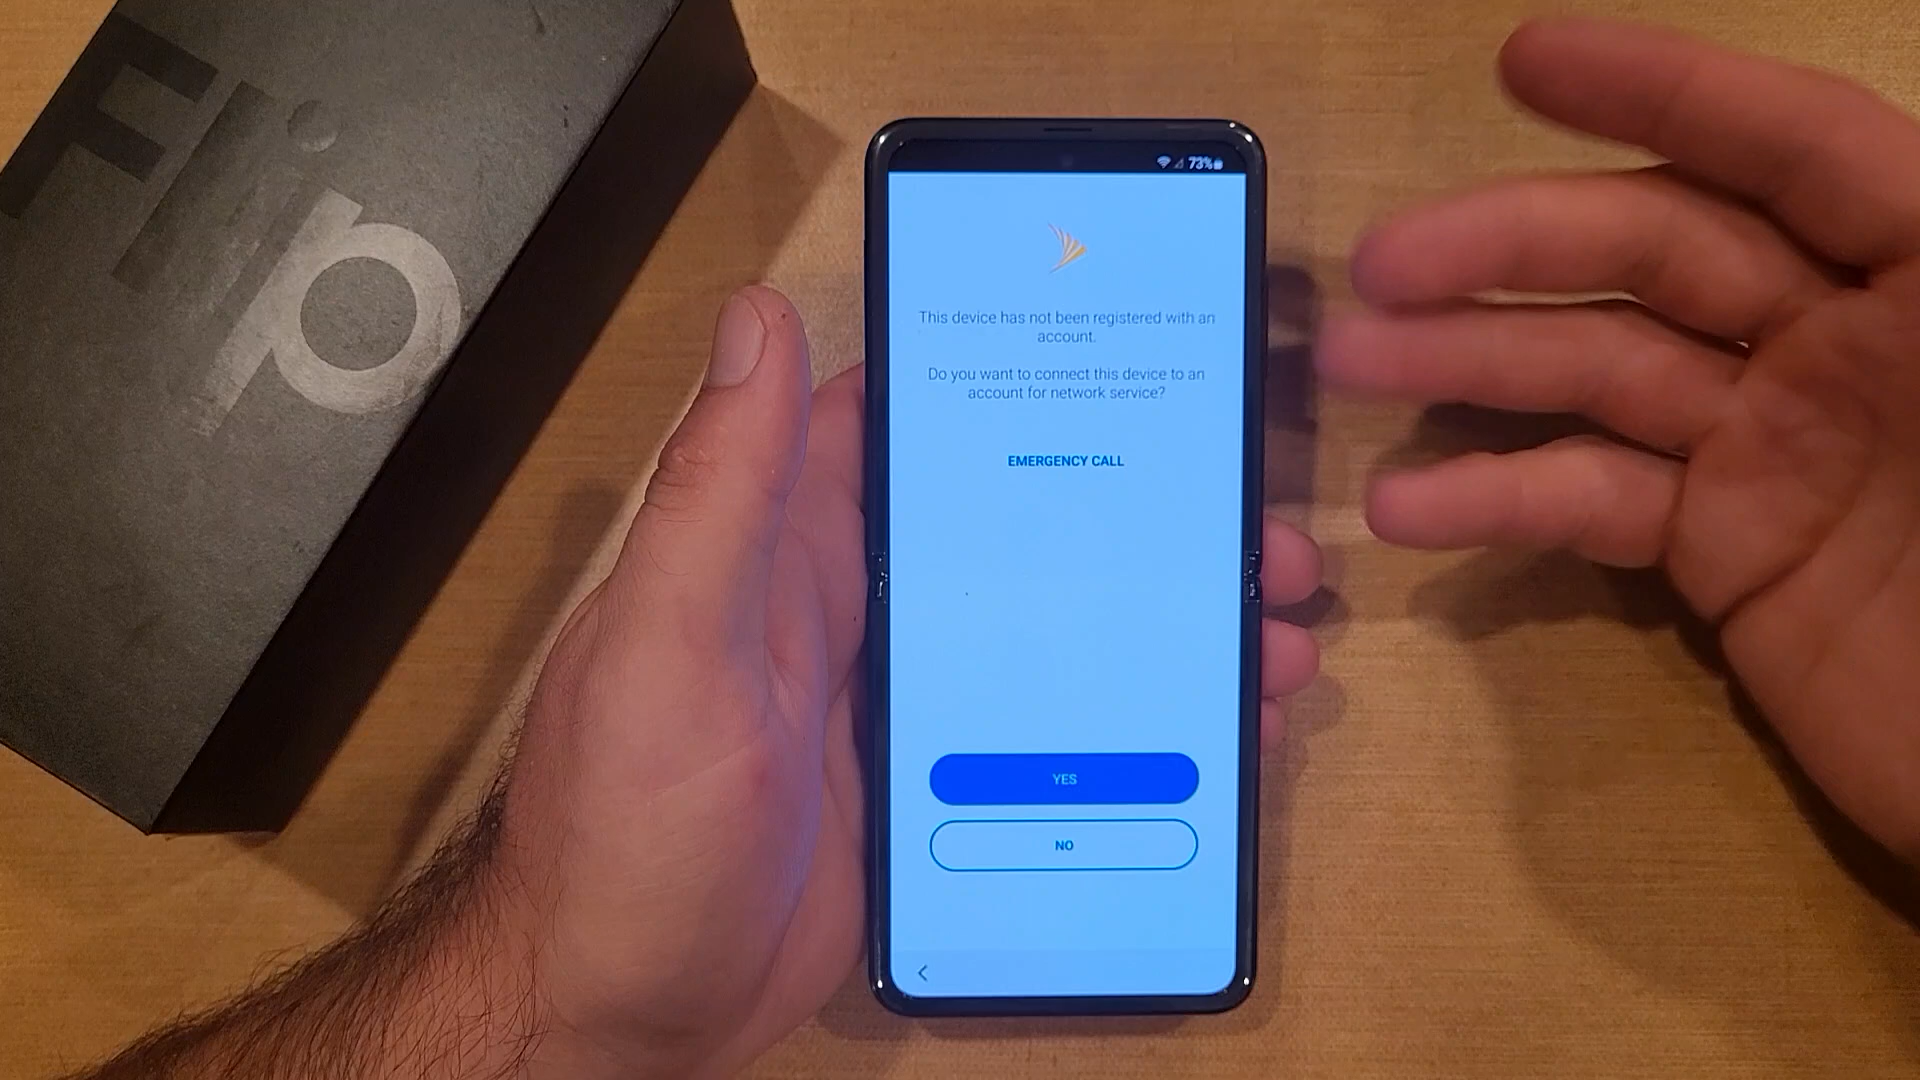 Flip
73%
This device has not been registered with an
account.
Do you want to connect this device to an
account for network service?
EMERGENCY CALL
YES
NO